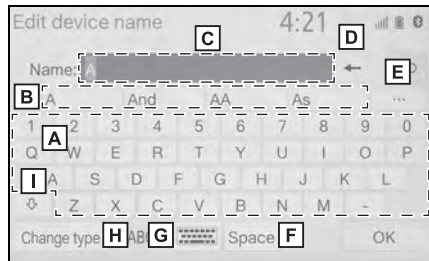 Edit device name 4:21
C D
Name: A E
B A And AA As ...
1 2 3 4 5 6 7 8 9 0
A
Q W E R T Y U I O P
I A S D F G H J K L
Z X C V B N M -
Change type H ABC G Space F OK